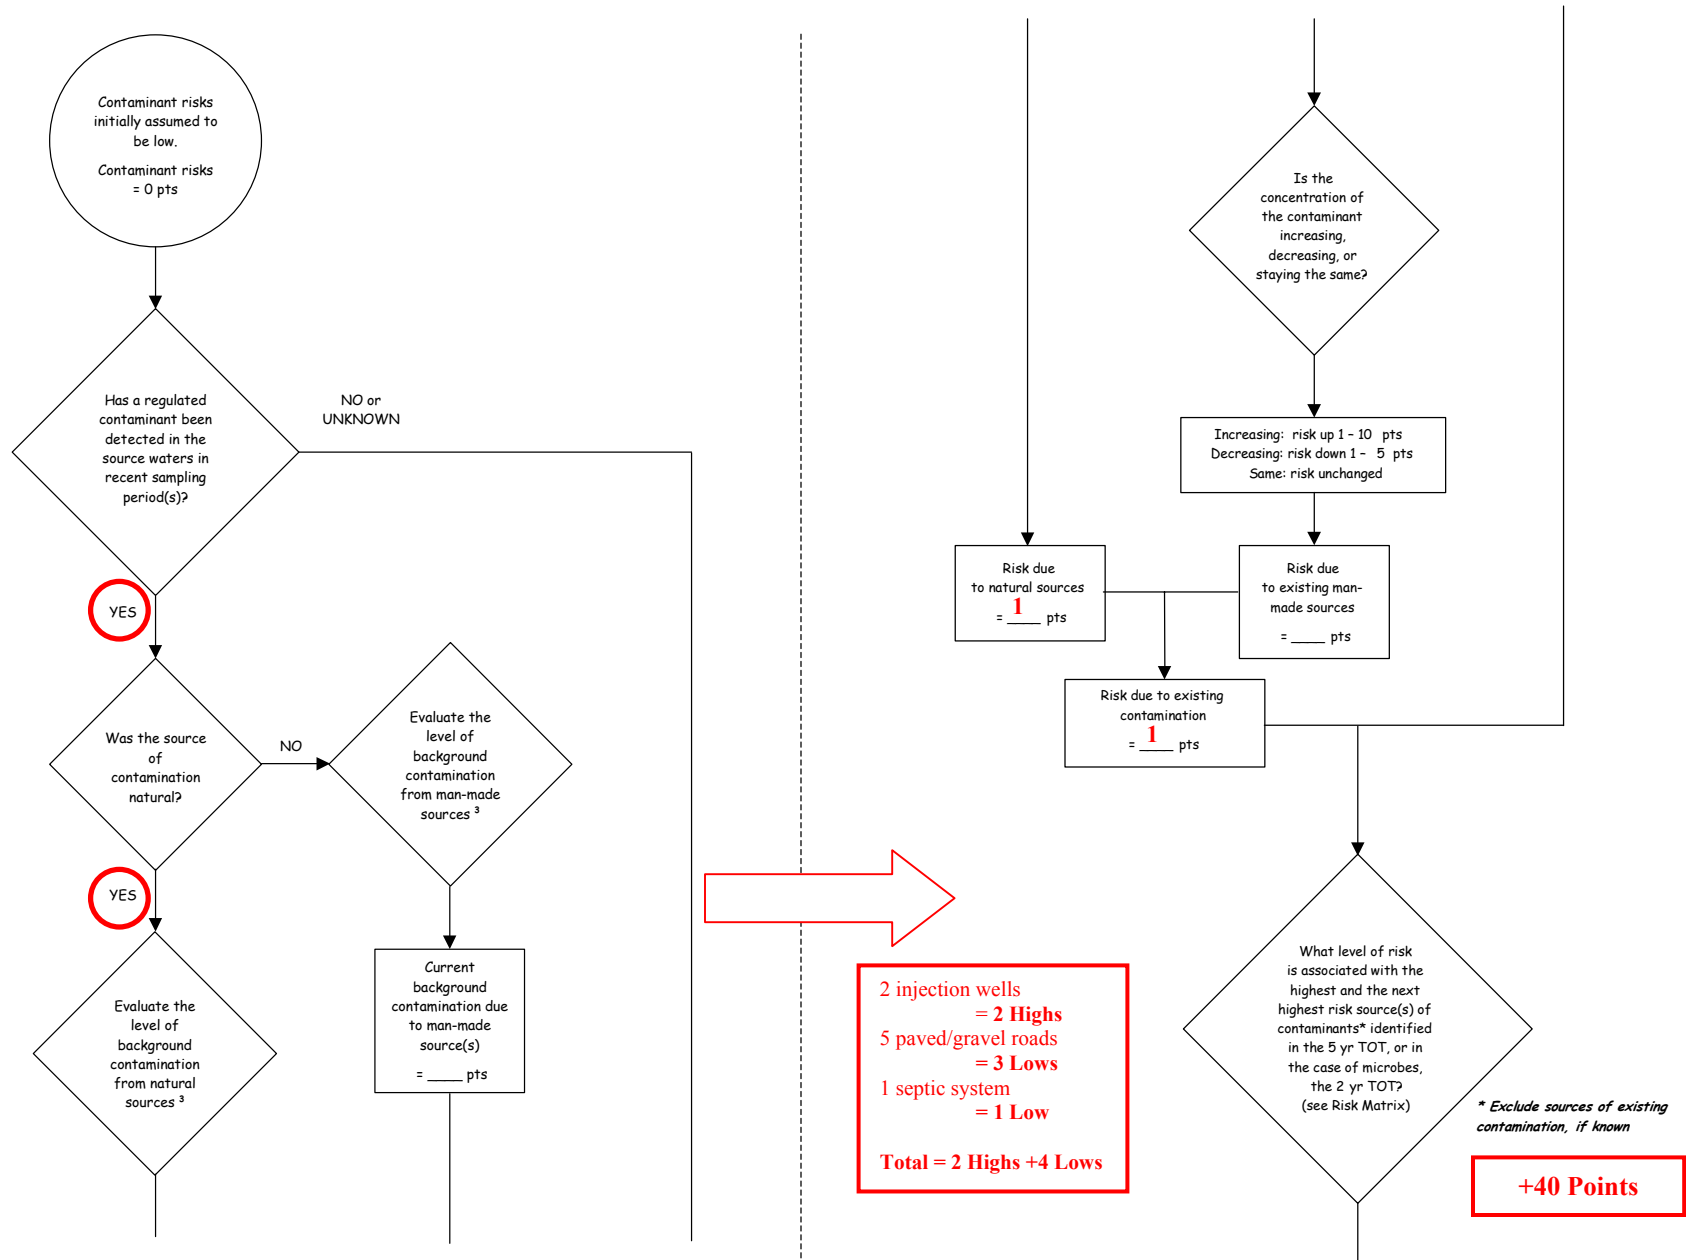 Contaminant risks
initially assumed to
be low.
Contaminant risks
= 0 pts
Has a regulated
contaminant been
detected in the
source waters in
recent sampling
period(s)?
NO or
UNKNOWN
YES
Was the source
of
contamination
natural?
NO
Evaluate the
level of
background
contamination
from man-made
sources ³
YES
Evaluate the
level of
background
contamination
from natural
sources ³
Current
background
contamination due
to man-made
source(s)
= ____ pts
Is the
concentration of
the contaminant
increasing,
decreasing, or
staying the same?
Increasing: risk up 1 – 10 pts
Decreasing: risk down 1 – 5 pts
Same: risk unchanged
Risk due
to natural sources
= 1 pts
Risk due
to existing man-
made sources
= ____ pts
Risk due to existing
contamination
= 1 pts
2 injection wells
= 2 Highs
5 paved/gravel roads
= 3 Lows
1 septic system
= 1 Low
Total = 2 Highs +4 Lows
What level of risk
is associated with the
highest and the next
highest risk source(s) of
contaminants* identified
in the 5 yr TOT, or in
the case of microbes,
the 2 yr TOT?
(see Risk Matrix)
* Exclude sources of existing
contamination, if known
+40 Points